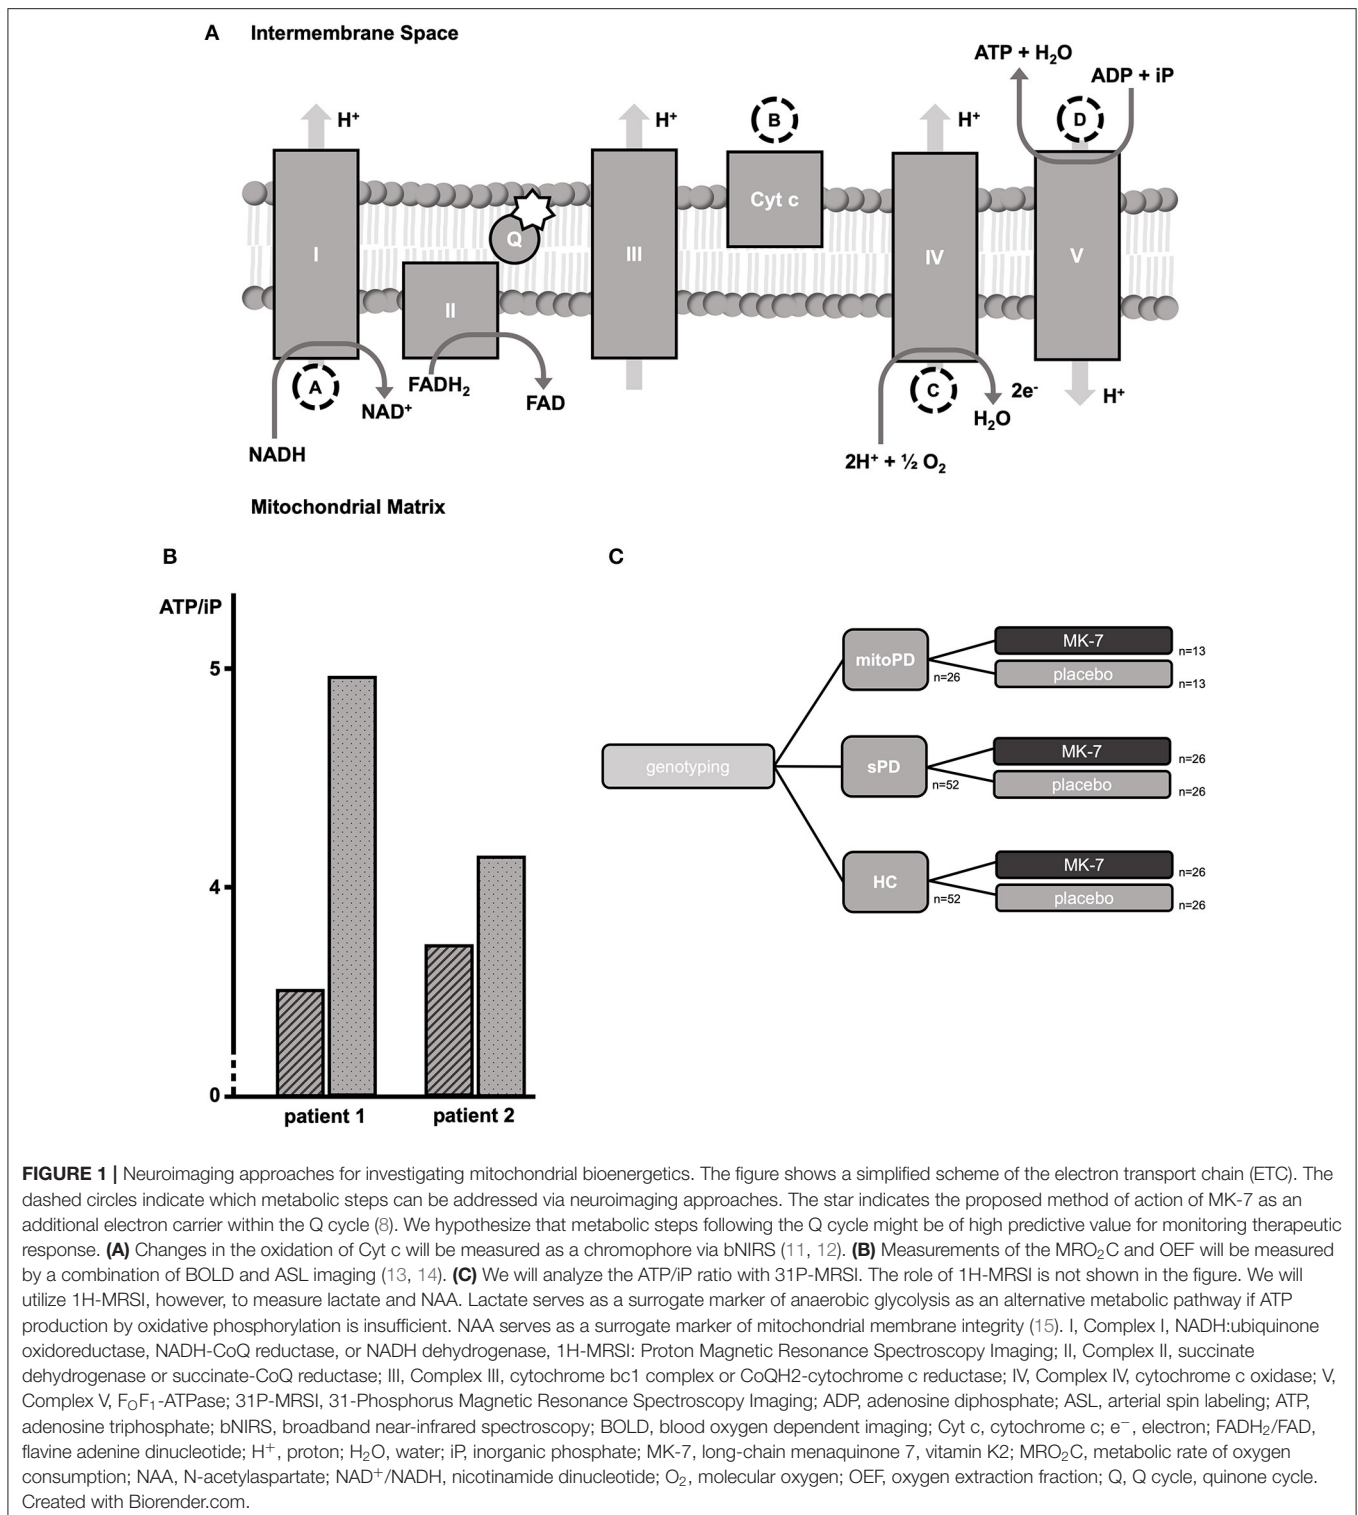 A Intermembrane Space
ATP + H₂O
ADP + iP
H⁺
H⁺
B
H⁺
D
Cyt c
Q
I
III
IV
V
II
A
NAD⁺
FADH₂
FAD
C
2e⁻
H₂O
H⁺
NADH
2H⁺ + ½ O₂
Mitochondrial Matrix
B
ATP/iP
5
4
0
patient 1
patient 2
C
genotyping
mitoPD
n=26
MK-7
n=13
placebo
n=13
sPD
n=52
MK-7
n=26
placebo
n=26
HC
n=52
MK-7
n=26
placebo
n=26
FIGURE 1 | Neuroimaging approaches for investigating mitochondrial bioenergetics. The figure shows a simplified scheme of the electron transport chain (ETC). The
dashed circles indicate which metabolic steps can be addressed via neuroimaging approaches. The star indicates the proposed method of action of MK-7 as an
additional electron carrier within the Q cycle (8). We hypothesize that metabolic steps following the Q cycle might be of high predictive value for monitoring therapeutic
response. (A) Changes in the oxidation of Cyt c will be measured as a chromophore via bNIRS (11, 12). (B) Measurements of the MRO₂C and OEF will be measured
by a combination of BOLD and ASL imaging (13, 14). (C) We will analyze the ATP/iP ratio with 31P-MRSI. The role of 1H-MRSI is not shown in the figure. We will
utilize 1H-MRSI, however, to measure lactate and NAA. Lactate serves as a surrogate marker of anaerobic glycolysis as an alternative metabolic pathway if ATP
production by oxidative phosphorylation is insufficient. NAA serves as a surrogate marker of mitochondrial membrane integrity (15). I, Complex I, NADH:ubiquinone
oxidoreductase, NADH-CoQ reductase, or NADH dehydrogenase, 1H-MRSI: Proton Magnetic Resonance Spectroscopy Imaging; II, Complex II, succinate
dehydrogenase or succinate-CoQ reductase; III, Complex III, cytochrome bc1 complex or CoQH2-cytochrome c reductase; IV, Complex IV, cytochrome c oxidase; V,
Complex V, FₒF₁-ATPase; 31P-MRSI, 31-Phosphorus Magnetic Resonance Spectroscopy Imaging; ADP, adenosine diphosphate; ASL, arterial spin labeling; ATP,
adenosine triphosphate; bNIRS, broadband near-infrared spectroscopy; BOLD, blood oxygen dependent imaging; Cyt c, cytochrome c; e⁻, electron; FADH₂/FAD,
flavine adenine dinucleotide; H⁺, proton; H₂O, water; iP, inorganic phosphate; MK-7, long-chain menaquinone 7, vitamin K2; MRO₂C, metabolic rate of oxygen
consumption; NAA, N-acetylaspartate; NAD⁺/NADH, nicotinamide dinucleotide; O₂, molecular oxygen; OEF, oxygen extraction fraction; Q, Q cycle, quinone cycle.
Created with Biorender.com.